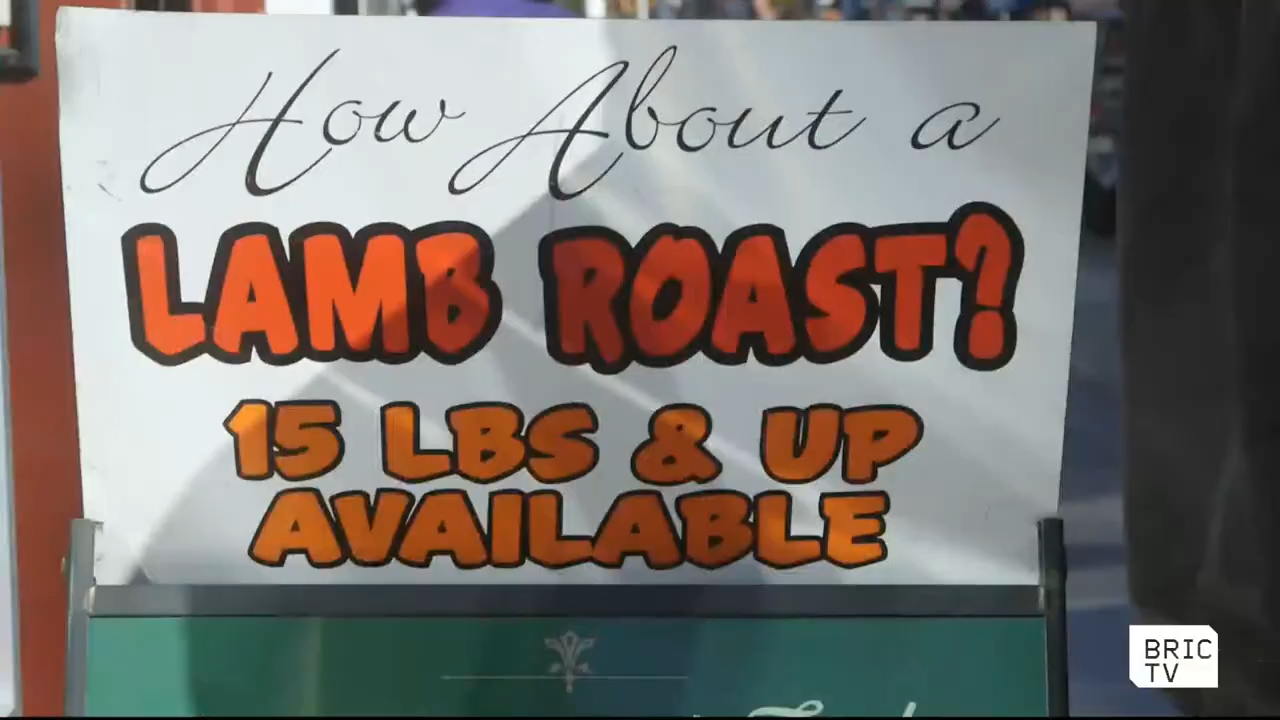 How About a
LAMB ROAST?
15 LBS & UP
AVAILABLE
BRIC
TV